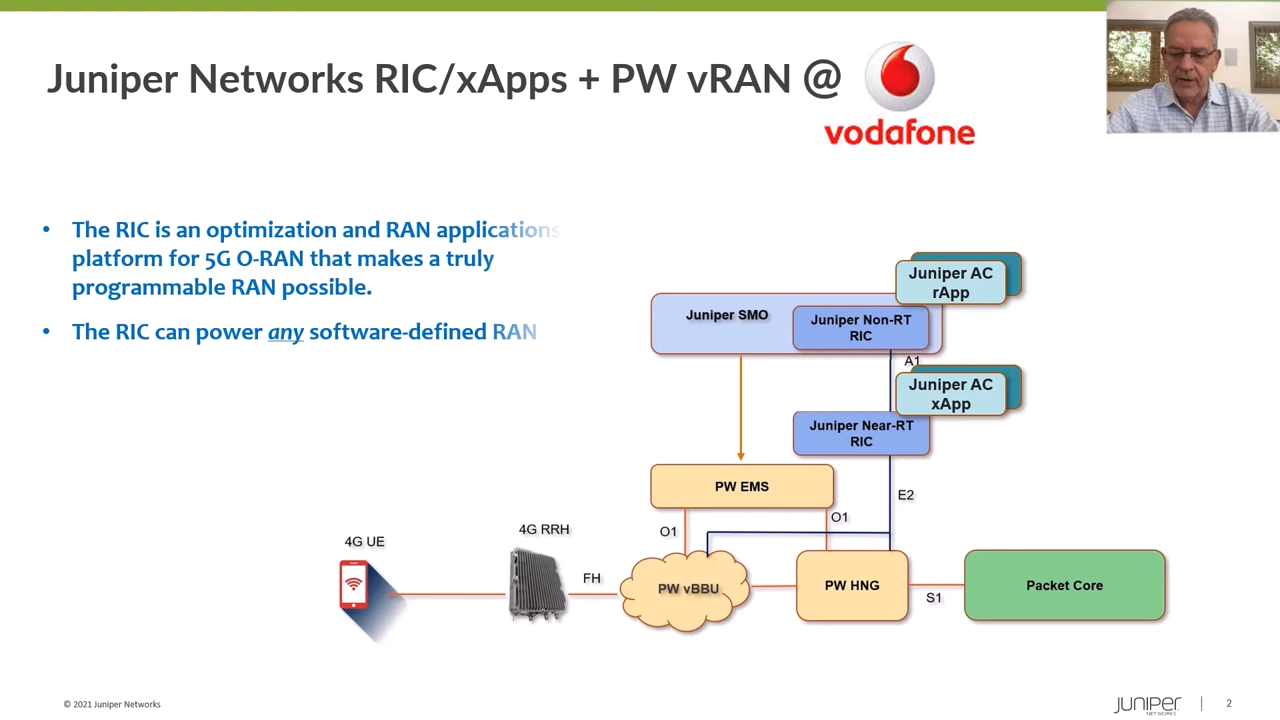 Juniper Networks RIC/xApps + PW vRAN @
vodafone
• The RIC is an optimization and RAN applications
platform for 5G O-RAN that makes a truly
programmable RAN possible.
• The RIC can power any software-defined RAN
Juniper AC
rApp
Juniper SMO
Juniper Non-RT
RIC
A1
Juniper AC
xApp
Juniper Near-RT
RIC
PW EMS
E2
O1
O1
4G UE
4G RRH
FH
PW vBBU
PW HNG
S1
Packet Core
© 2021 Juniper Networks
JUNIPER
NETWORKS
2